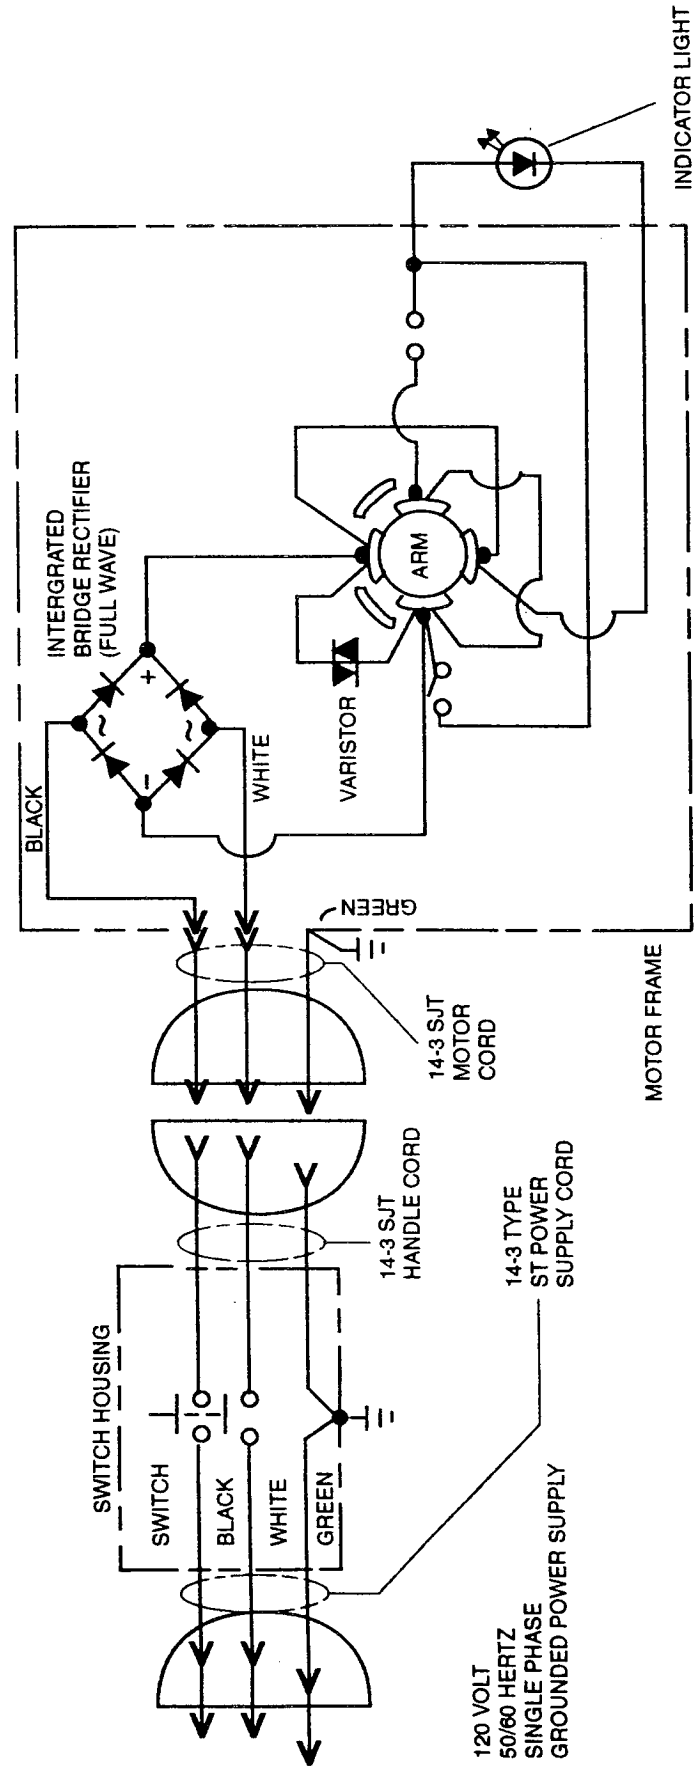 SWITCH HOUSING
SWITCH
BLACK
WHITE
GREEN
120 VOLT
50/60 HERTZ
SINGLE PHASE
GROUNDED POWER SUPPLY
14-3 TYPE
ST POWER
SUPPLY CORD
14-3 SJT
HANDLE CORD
14-3 SJT
MOTOR
CORD
MOTOR FRAME
GREEN
BLACK
WHITE
INTERGRATED
BRIDGE RECTIFIER
(FULL WAVE)
~
+
~
−
VARISTOR
ARM
INDICATOR LIGHT